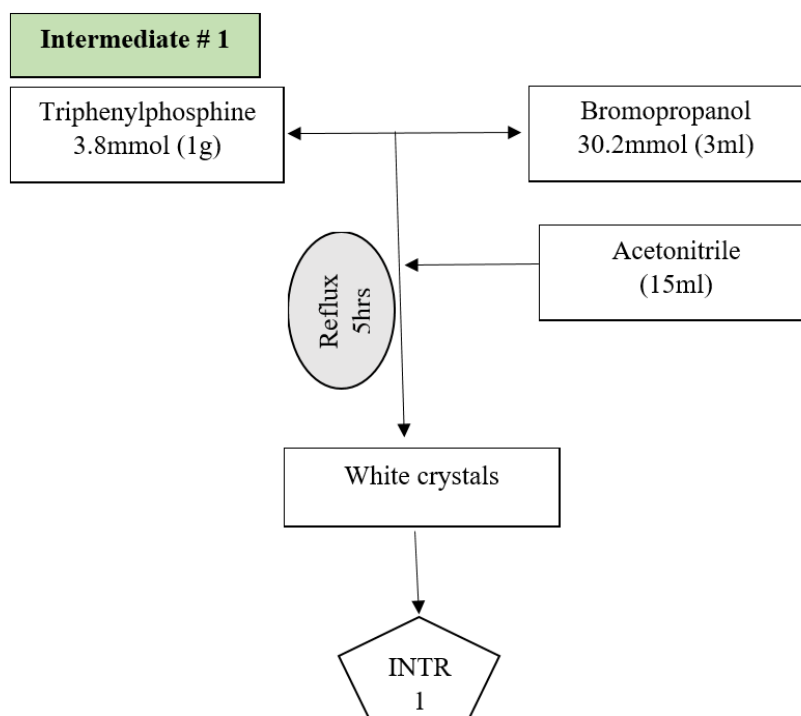 Intermediate # 1
Triphenylphosphine
3.8mmol (1g)
Bromopropanol
30.2mmol (3ml)
Acetonitrile
(15ml)
Reflux
5hrs
White crystals
INTR
1